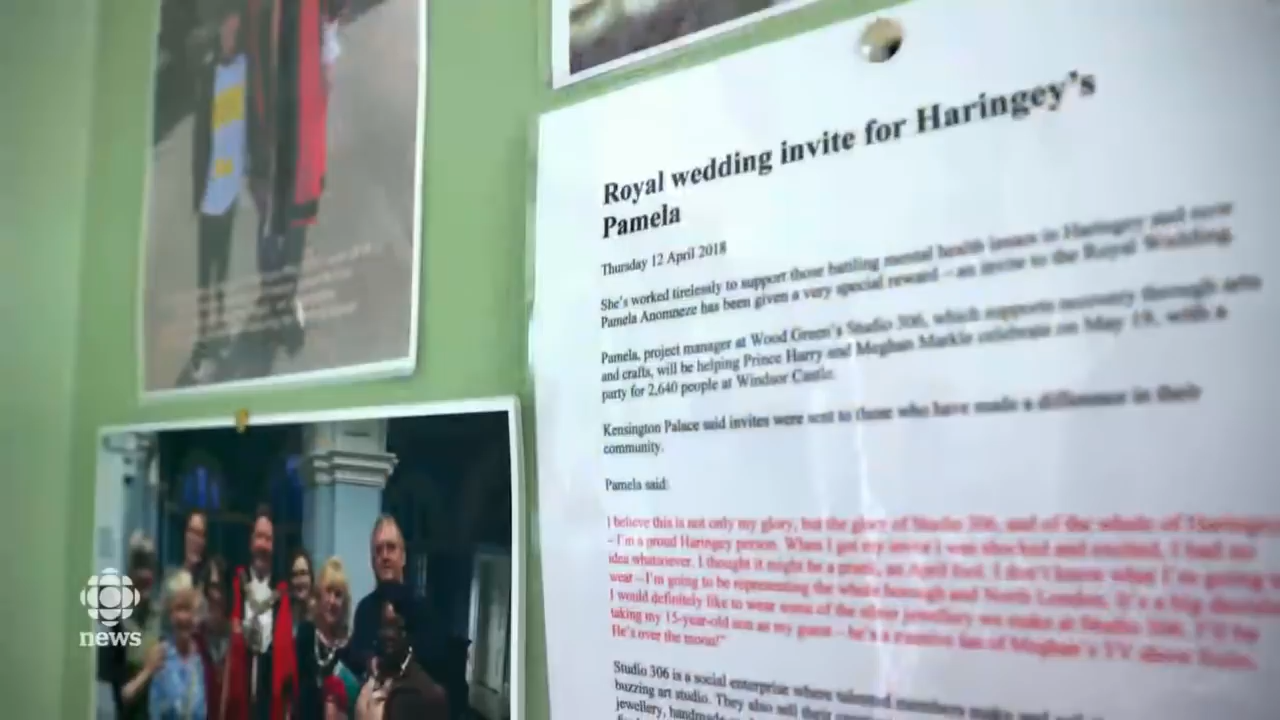 Royal wedding invite for Haringey's
Pamela
Thursday 12 April 2018
She's worked tirelessly to support those battling mental health issues in Haringey and now
Pamela Anomneze has been given a very special reward – an invite to the Royal Wedding.
Pamela, project manager at Wood Green's Studio 306, which supports recovery through arts
and crafts, will be helping Prince Harry and Meghan Markle celebrate on May 19, with a
party for 2,640 people at Windsor Castle.
Kensington Palace said invites were sent to those who have made a difference in their
community.
Pamela said:
I believe this is not only my glory, but the glory of Studio 306, and of the whole of Haringey
– I'm a proud Haringey person. When I got my invite I was shocked and I had no
idea whatsoever. I thought it might be a prank, an April fool. I don't know what I'm going to
wear – I'm going to be representing the whole borough and North London. It's a big
I would definitely like to wear some of the silver jewellery we make at Studio 306. I'll be
taking my 15-year-old son as my guest – he's a massive fan of Meghan's TV show Suits.
He's over the moon!"
Studio 306 is a social enterprise where talented members make and
buzzing art studio. They also sell their
jewellery, handmade
news